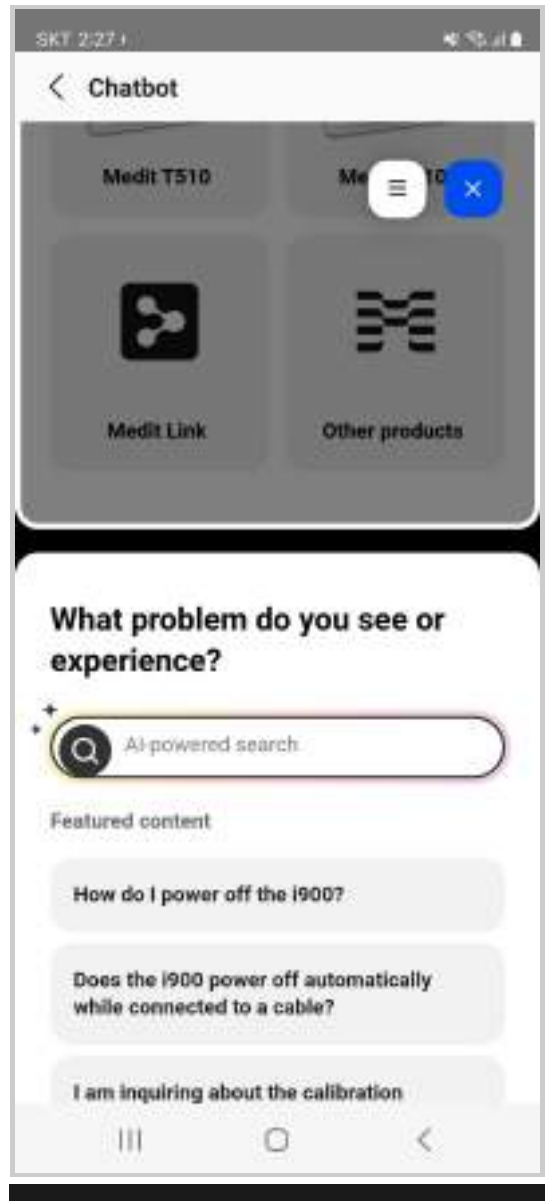 SKT 2:27
Chatbot
Medit T510
Me 10
Medit Link
Other products
What problem do you see or
experience?
AI-powered search
Featured content
How do I power off the i900?
Does the i900 power off automatically
while connected to a cable?
I am inquiring about the calibration